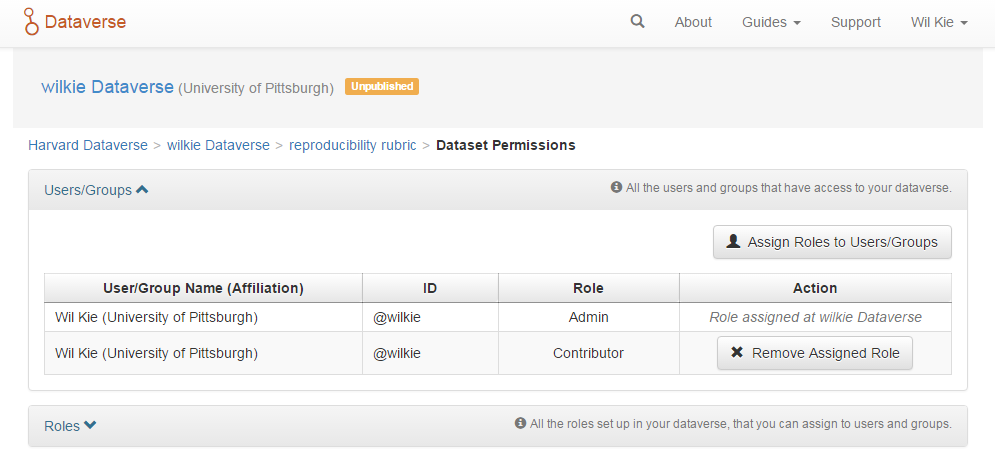 Dataverse About Guides Support Wil Kie
wilkie Dataverse (University of Pittsburgh) Unpublished
Harvard Dataverse > wilkie Dataverse > reproducibility rubric > Dataset Permissions
Users/Groups All the users and groups that have access to your dataverse.
Assign Roles to Users/Groups
User/Group Name (Affiliation) ID Role Action
Wil Kie (University of Pittsburgh) @wilkie Admin Role assigned at wilkie Dataverse
Wil Kie (University of Pittsburgh) @wilkie Contributor Remove Assigned Role
Roles All the roles set up in your dataverse, that you can assign to users and groups.